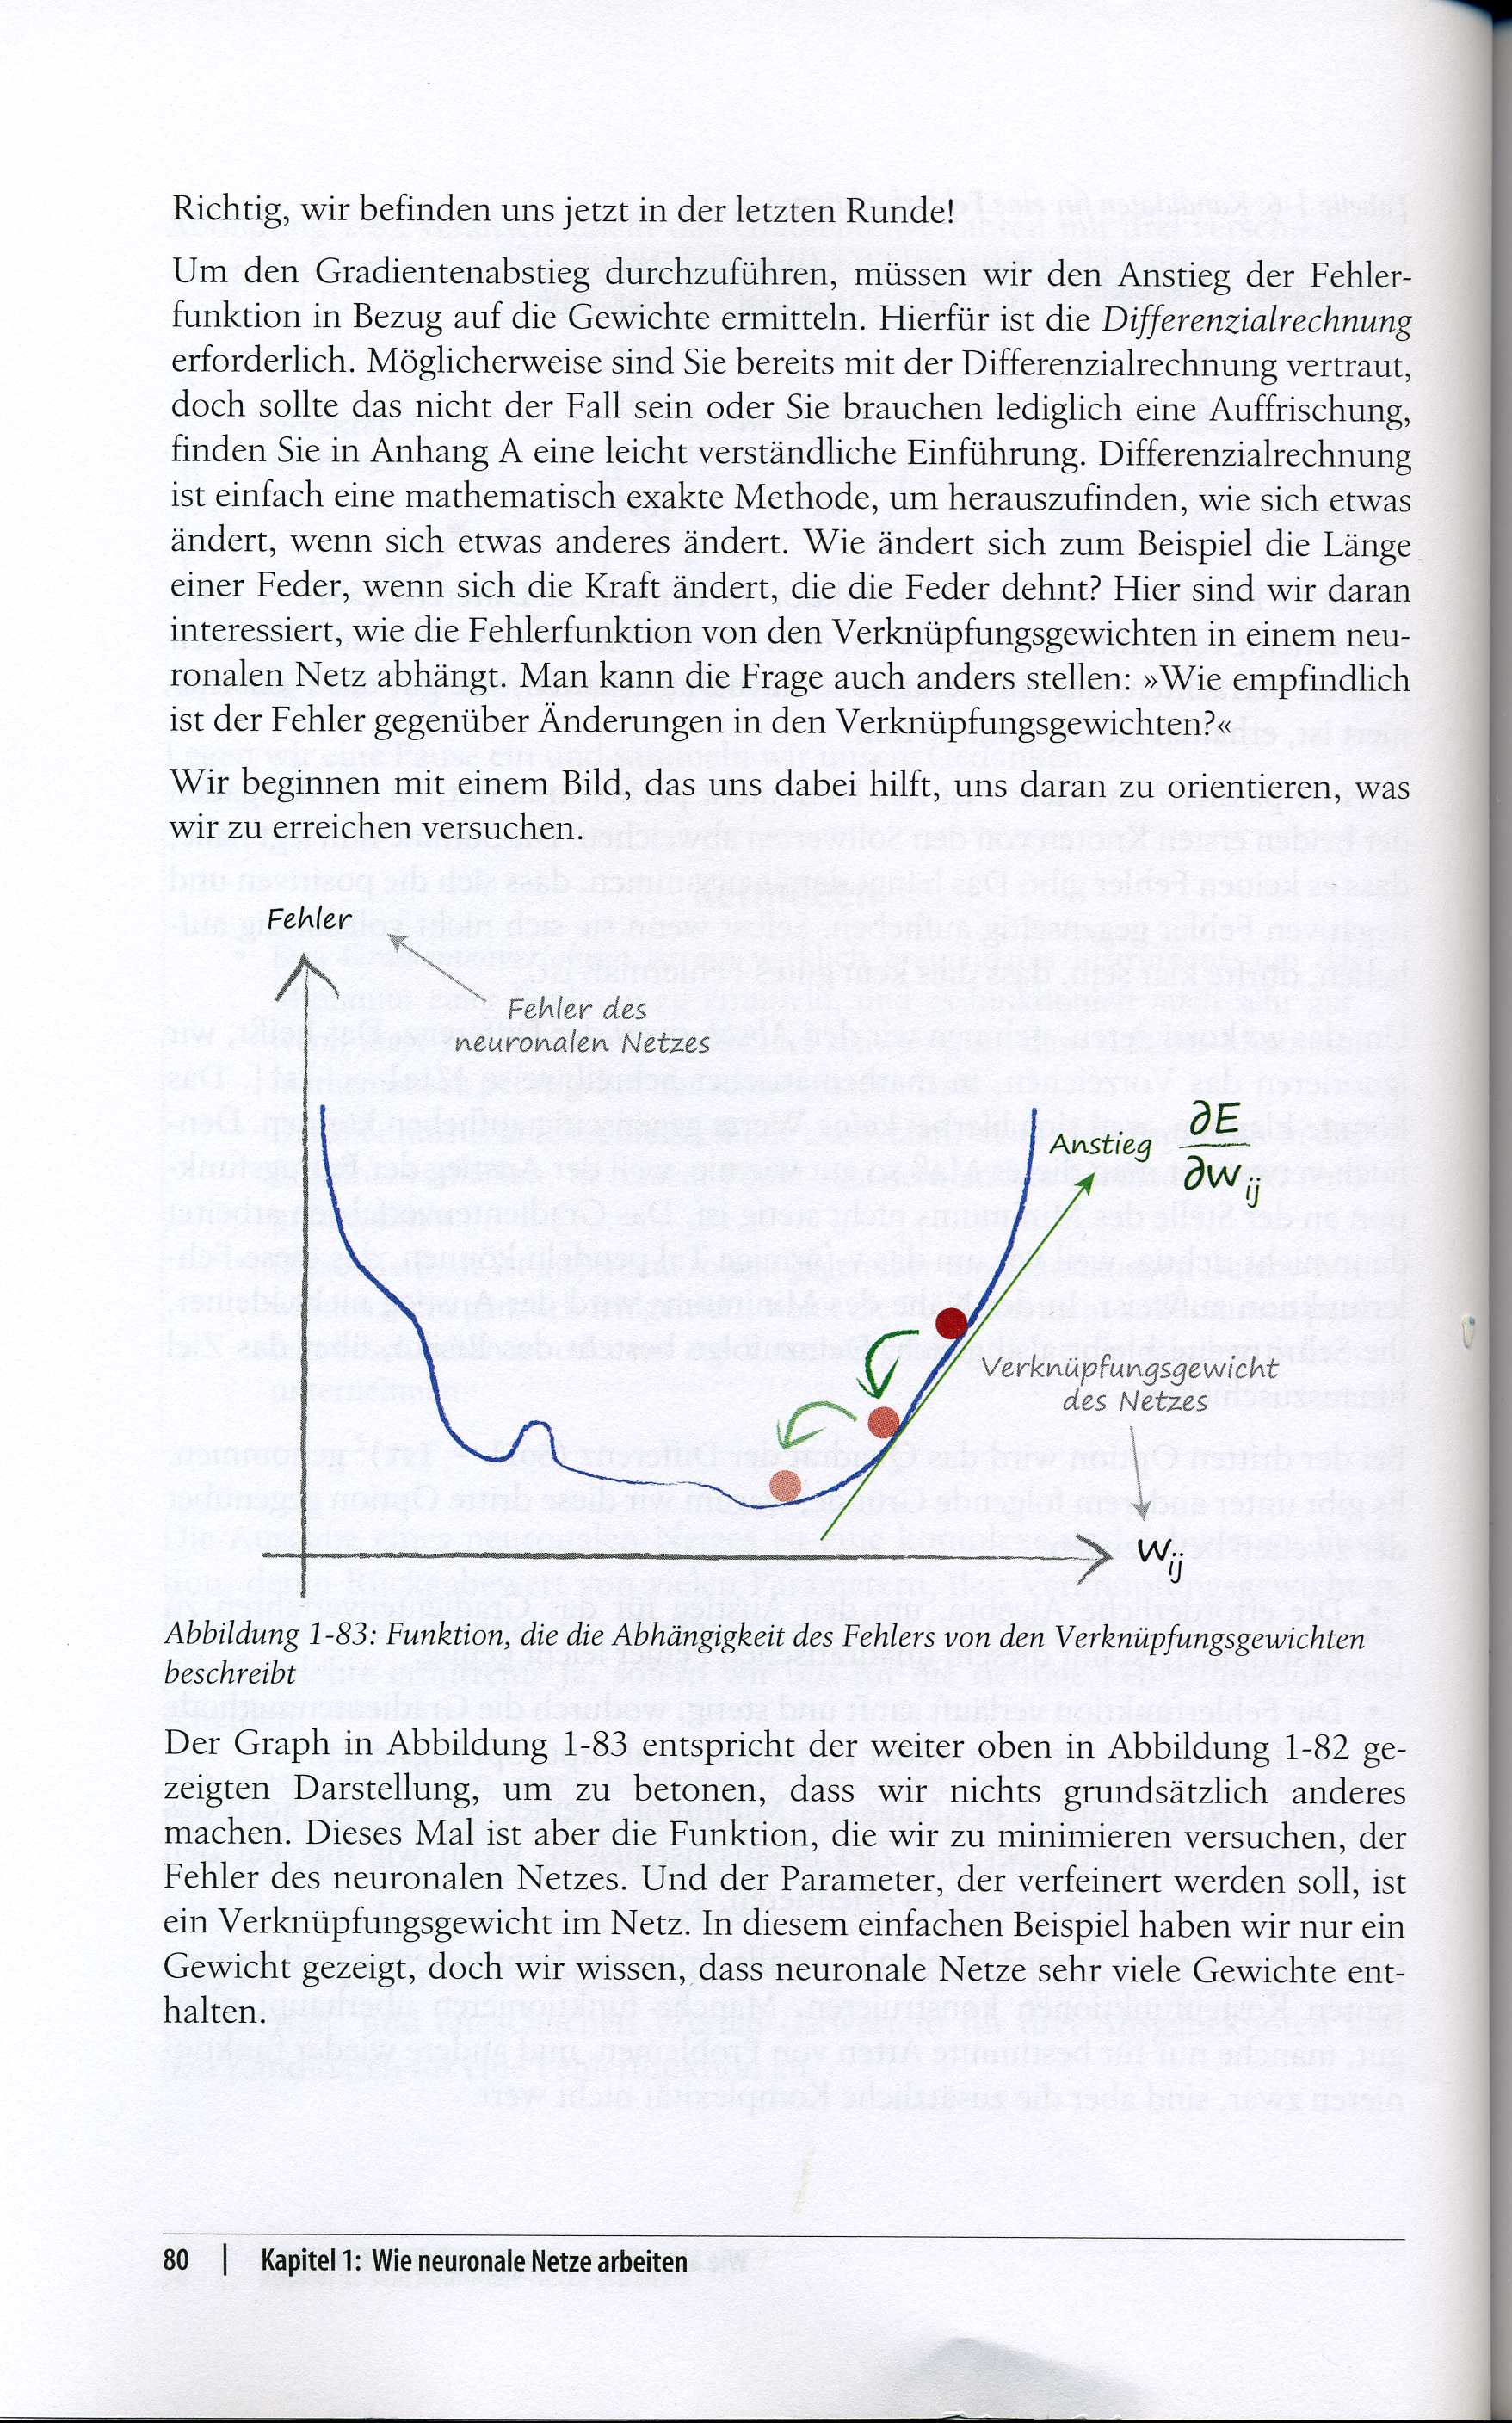 Richtig, wir befinden uns jetzt in der letzten Runde!
Um den Gradientenabstieg durchzuführen, müssen wir den Anstieg der Fehler-
funktion in Bezug auf die Gewichte ermitteln. Hierfür ist die Differenzialrechnung
erforderlich. Möglicherweise sind Sie bereits mit der Differenzialrechnung vertraut,
doch sollte das nicht der Fall sein oder Sie brauchen lediglich eine Auffrischung,
finden Sie in Anhang A eine leicht verständliche Einführung. Differenzialrechnung
ist einfach eine mathematisch exakte Methode, um herauszufinden, wie sich etwas
ändert, wenn sich etwas anderes ändert. Wie ändert sich zum Beispiel die Länge
einer Feder, wenn sich die Kraft ändert, die die Feder dehnt? Hier sind wir daran
interessiert, wie die Fehlerfunktion von den Verknüpfungsgewichten in einem neu-
ronalen Netz abhängt. Man kann die Frage auch anders stellen: »Wie empfindlich
ist der Fehler gegenüber Änderungen in den Verknüpfungsgewichten?«
Wir beginnen mit einem Bild, das uns dabei hilft, uns daran zu orientieren, was
wir zu erreichen versuchen.
Fehler
Fehler des
neuronalen Netzes
Anstieg ∂E
∂w ij
Verknüpfungsgewicht
des Netzes
w ij
Abbildung 1-83: Funktion, die die Abhängigkeit des Fehlers von den Verknüpfungsgewichten
beschreibt
Der Graph in Abbildung 1-83 entspricht der weiter oben in Abbildung 1-82 ge-
zeigten Darstellung, um zu betonen, dass wir nichts grundsätzlich anderes
machen. Dieses Mal ist aber die Funktion, die wir zu minimieren versuchen, der
Fehler des neuronalen Netzes. Und der Parameter, der verfeinert werden soll, ist
ein Verknüpfungsgewicht im Netz. In diesem einfachen Beispiel haben wir nur ein
Gewicht gezeigt, doch wir wissen, dass neuronale Netze sehr viele Gewichte ent-
halten.
80 | Kapitel 1: Wie neuronale Netze arbeiten